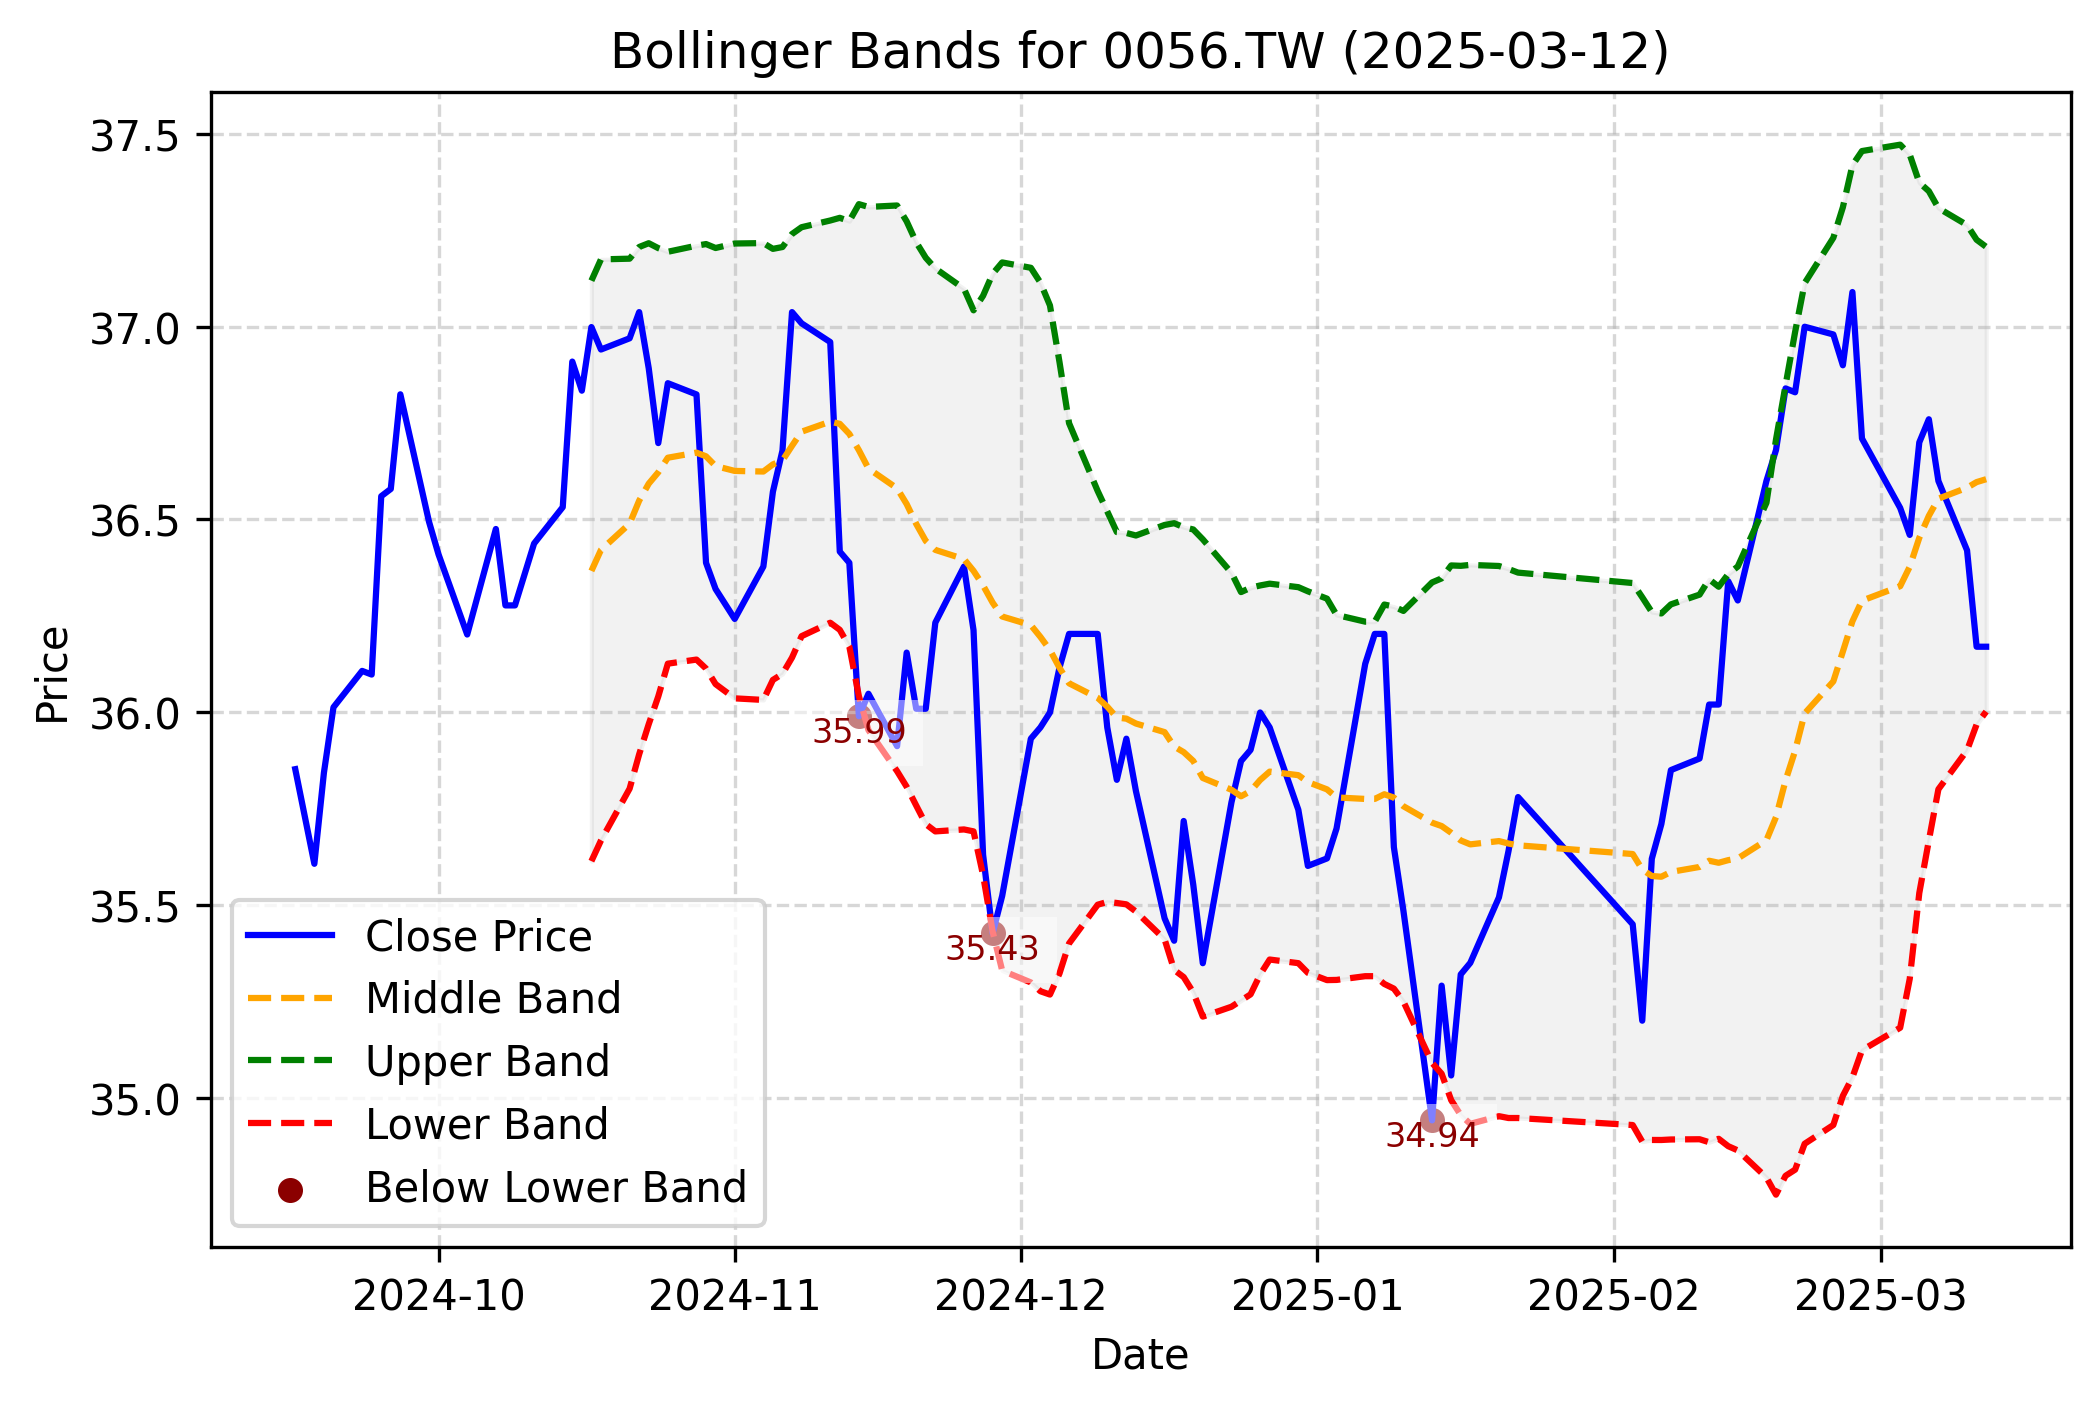 Bollinger Bands for 0056.TW (2025-03-12)
Price
37.5
37.0
36.5
36.0
35.5
35.0
35.99
35.43
34.94
Close Price
Middle Band
Upper Band
Lower Band
Below Lower Band
2024-10 2024-11 2024-12 2025-01 2025-02 2025-03
Date